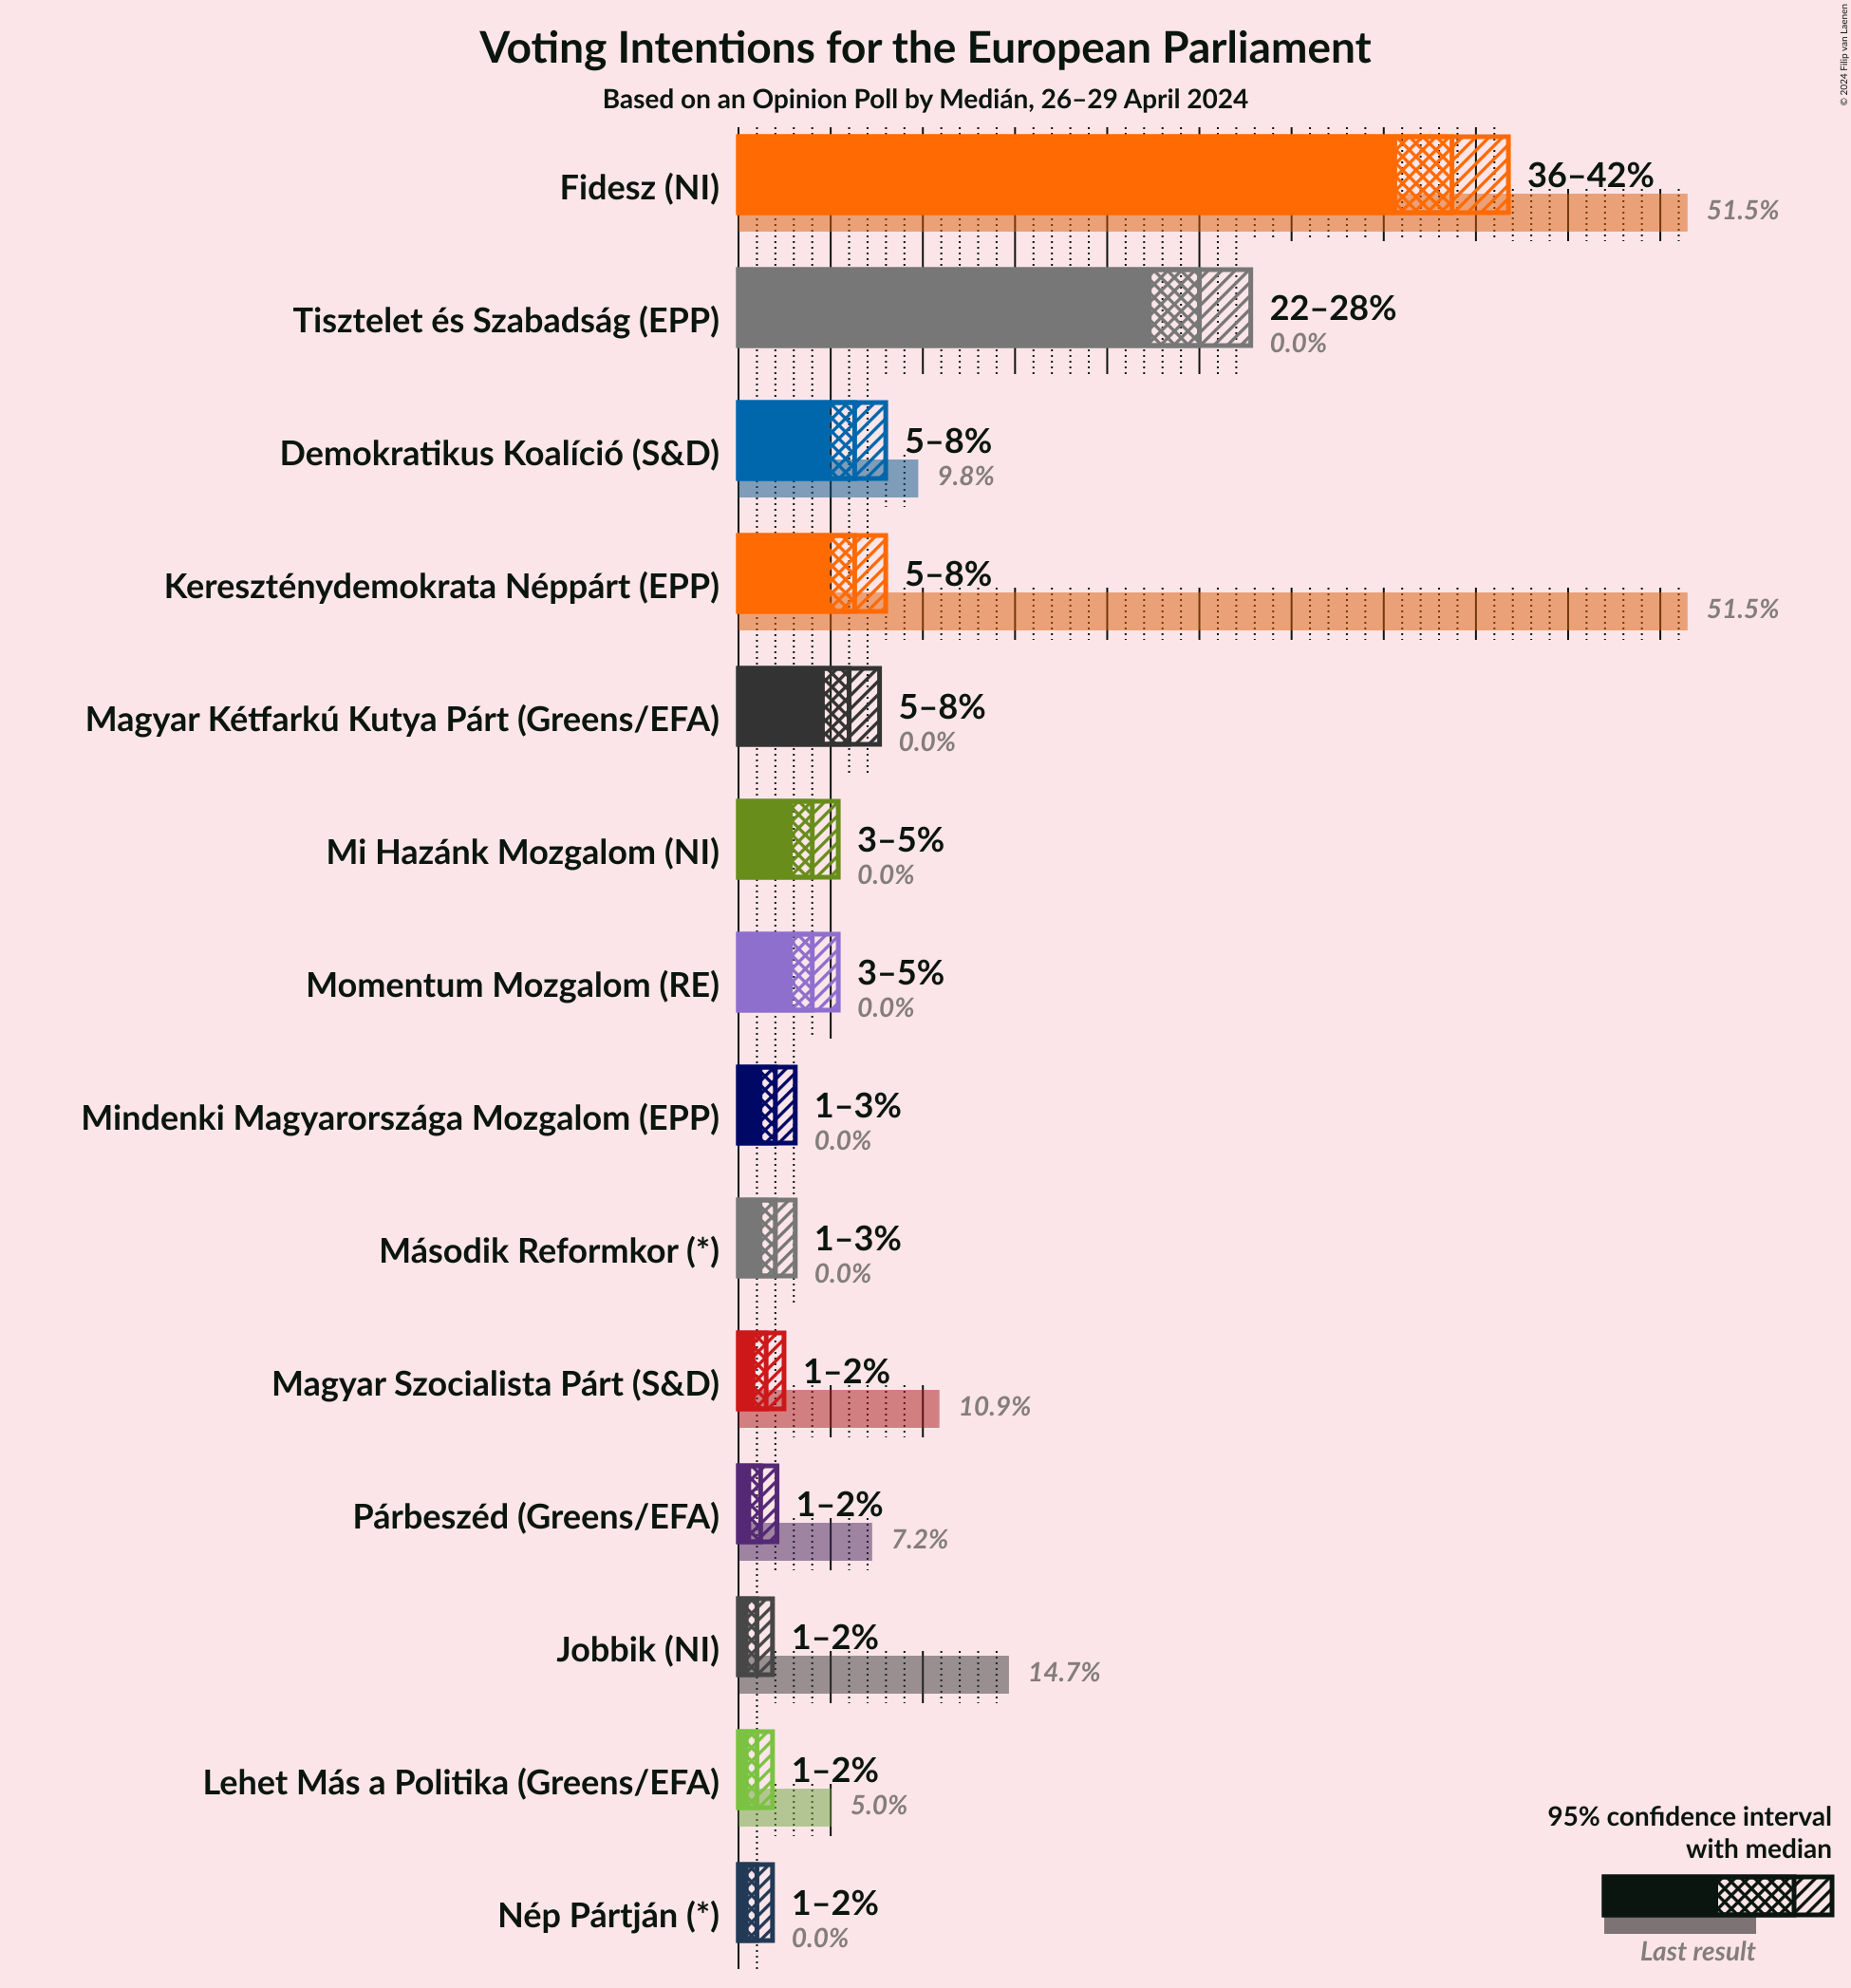 Voting Intentions for the European Parliament
Based on an Opinion Poll by Medián, 26–29 April 2024
© 2024 Filip van Laenen
Fidesz (NI)
36–42%
51.5%
Tisztelet és Szabadság (EPP)
22–28%
0.0%
Demokratikus Koalíció (S&D)
5–8%
9.8%
Kereszténydemokrata Néppárt (EPP)
5–8%
51.5%
Magyar Kétfarkú Kutya Párt (Greens/EFA)
5–8%
0.0%
Mi Hazánk Mozgalom (NI)
3–5%
0.0%
Momentum Mozgalom (RE)
3–5%
0.0%
Mindenki Magyarországa Mozgalom (EPP)
1–3%
0.0%
Második Reformkor (*)
1–3%
0.0%
Magyar Szocialista Párt (S&D)
1–2%
10.9%
Párbeszéd (Greens/EFA)
1–2%
7.2%
Jobbik (NI)
1–2%
14.7%
Lehet Más a Politika (Greens/EFA)
1–2%
5.0%
Nép Pártján (*)
1–2%
0.0%
95% confidence interval
with median
Last result